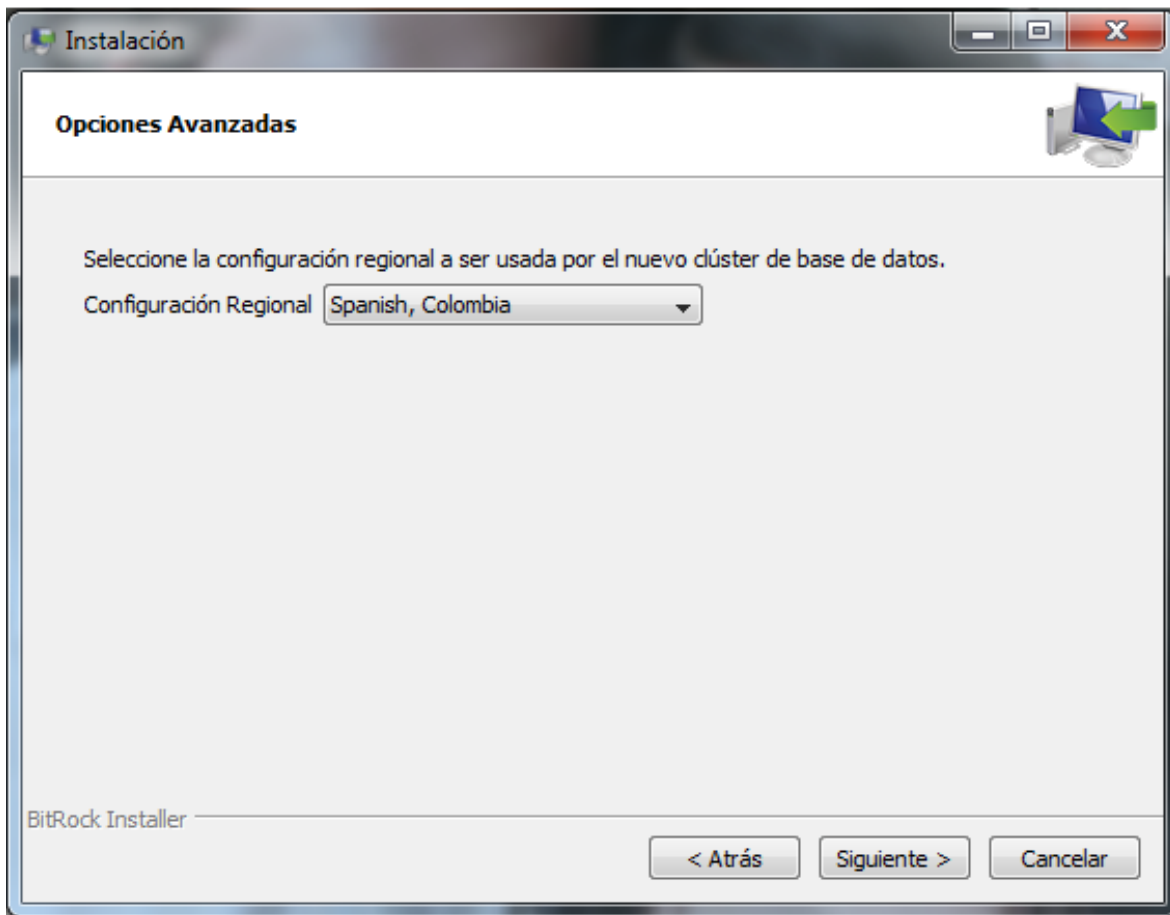 Instalación
Opciones Avanzadas
Seleccione la configuración regional a ser usada por el nuevo clúster de base de datos.
Configuración Regional Spanish, Colombia
BitRock Installer
< Atrás Siguiente > Cancelar